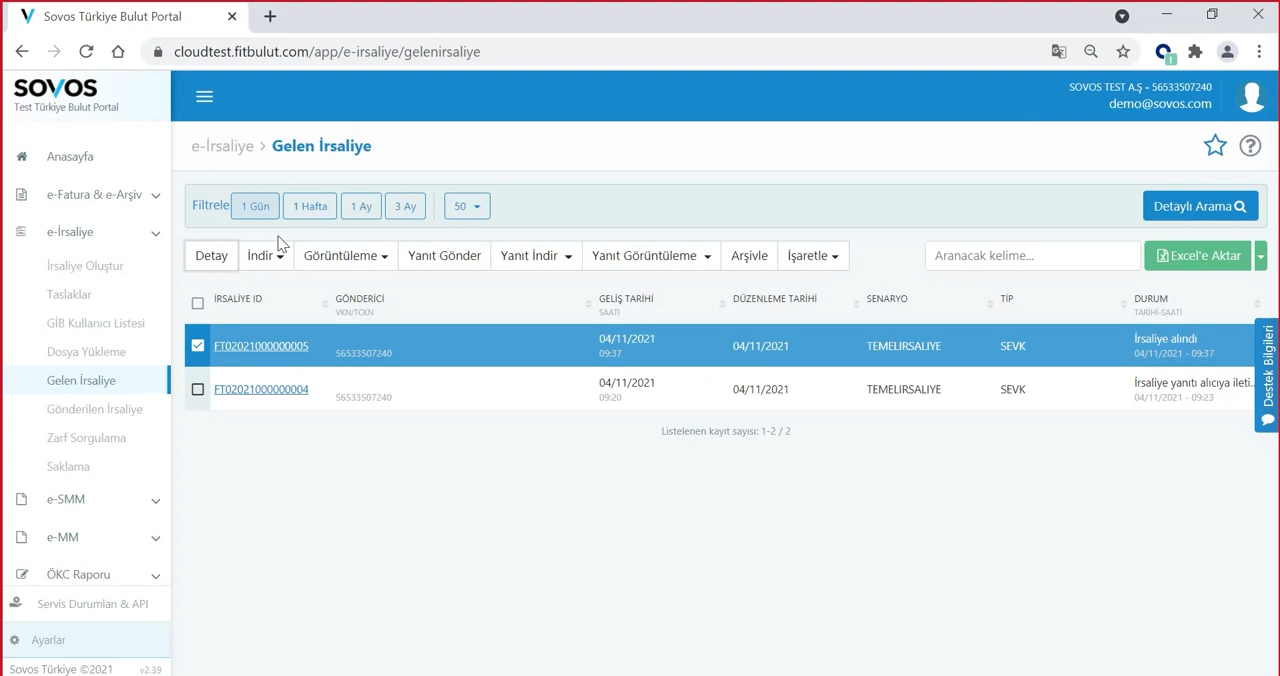 Sovos Türkiye Bulut Portal
cloudtest.fitbulut.com/app/e-irsaliye/gelenirsaliye
SOVOS
Test Türkiye Bulut Portal
SOVOS TEST A.Ş - 56533507240
demo@sovos.com
e-İrsaliye > Gelen İrsaliye
Anasayfa
e-Fatura & e-Arşiv
e-İrsaliye
İrsaliye Oluştur
Taslaklar
GİB Kullanıcı Listesi
Dosya Yükleme
Gelen İrsaliye
Gönderilen İrsaliye
Zarf Sorgulama
Saklama
e-SMM
e-MM
ÖKC Raporu
Servis Durumları & API
Ayarlar
Sovos Türkiye ©2021 v2.39
Filtrele 1 Gün 1 Hafta 1 Ay 3 Ay 50 Detaylı Arama
Detay İndir Görüntüleme Yanıt Gönder Yanıt İndir Yanıt Görüntüleme Arşivle İşaretle Aranacak kelime... Excel'e Aktar
İRSALİYE ID GÖNDERİCİ GELİŞ TARİHİ DÜZENLEME TARİHİ SENARYO TİP DURUM
VKN/TCKN SAATİ TARİHİ-SAATİ
FT02021000000005 04/11/2021 04/11/2021 TEMELIRSALIYE SEVK İrsaliye alındı
56533507240 09:37 04/11/2021 - 09:37
FT02021000000004 04/11/2021 04/11/2021 TEMELIRSALIYE SEVK İrsaliye yanıtı alıcıya ileti...
56533507240 09:20 04/11/2021 - 09:23
Listelenen kayıt sayısı: 1-2 / 2
Destek Bilgileri